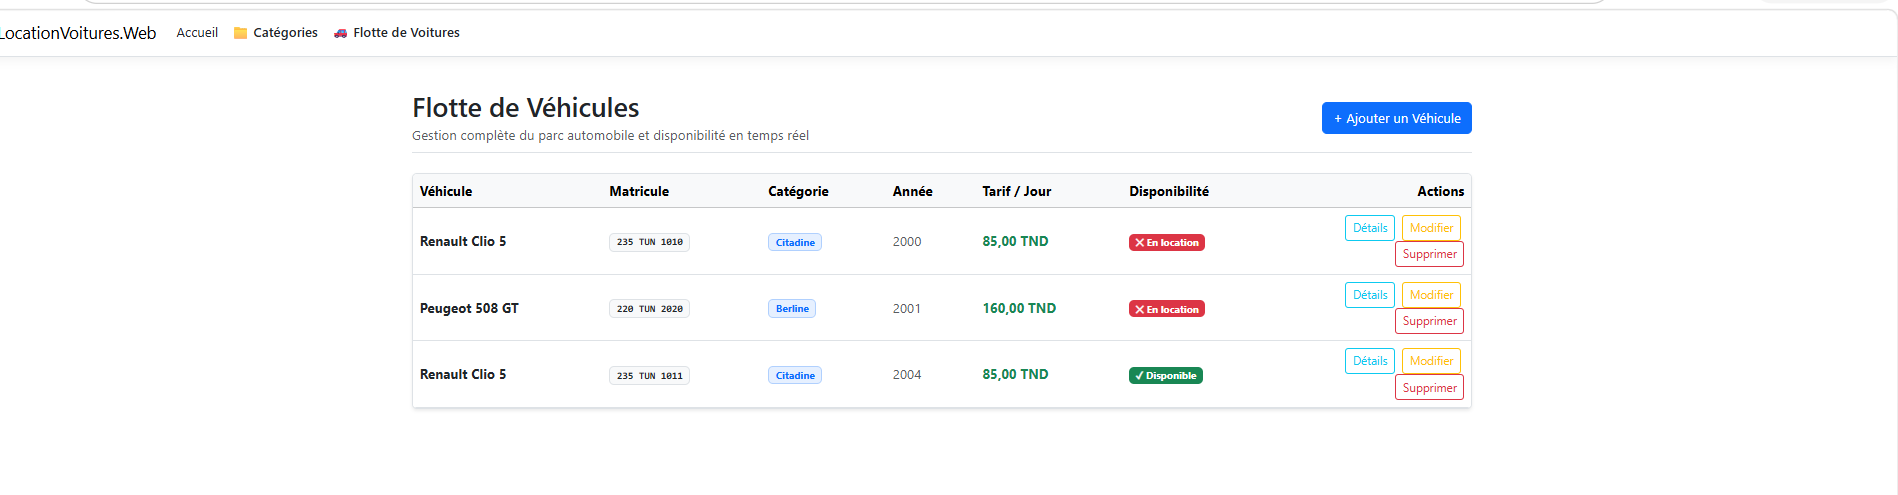 LocationVoitures.Web Accueil Catégories Flotte de Voitures
Flotte de Véhicules
Gestion complète du parc automobile et disponibilité en temps réel
+ Ajouter un Véhicule
Véhicule Matricule Catégorie Année Tarif / Jour Disponibilité Actions
Renault Clio 5 235 TUN 1010 Citadine 2000 85,00 TND ❌ En location Détails Modifier
Supprimer
Peugeot 508 GT 220 TUN 2020 Berline 2001 160,00 TND ❌ En location Détails Modifier
Supprimer
Renault Clio 5 235 TUN 1011 Citadine 2004 85,00 TND ✓ Disponible Détails Modifier
Supprimer